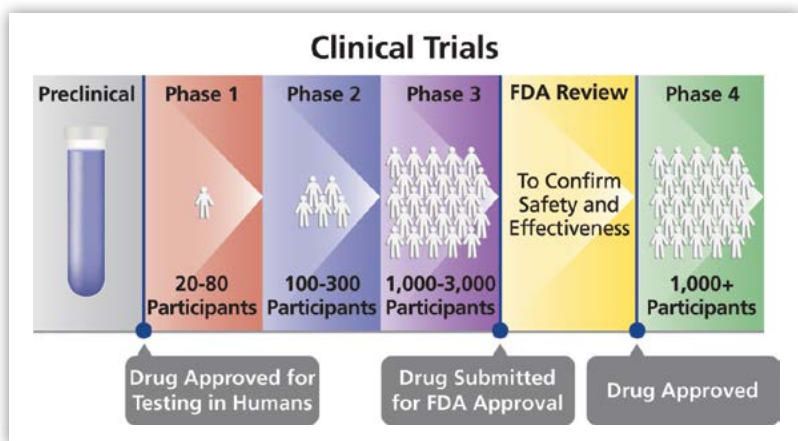 Clinical Trials
Preclinical
Phase 1
Phase 2
Phase 3
FDA Review
Phase 4
To Confirm
Safety and
Effectiveness
20-80
Participants
100-300
Participants
1,000-3,000
Participants
1,000+
Participants
Drug Approved for
Testing in Humans
Drug Submitted
for FDA Approval
Drug Approved